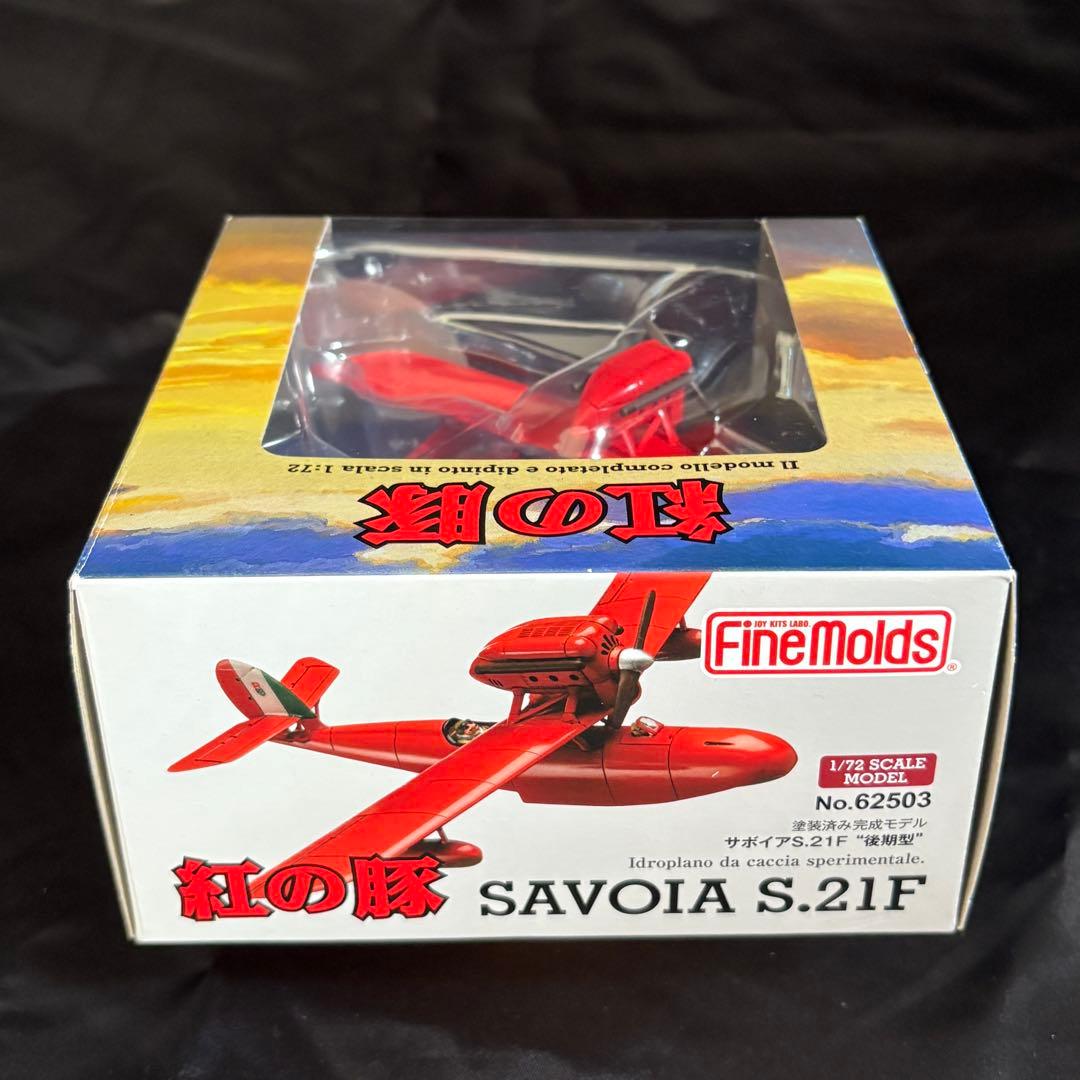 Il modello completato e dipinto in scala 1:72
紅の豚
JOY KITS LABO.
FineMolds®
1/72 SCALE
MODEL
No.62503
塗装済み完成モデル
サボイアS.21F "後期型"
Idroplano da caccia sperimentale.
紅の豚 SAVOIA S.21F